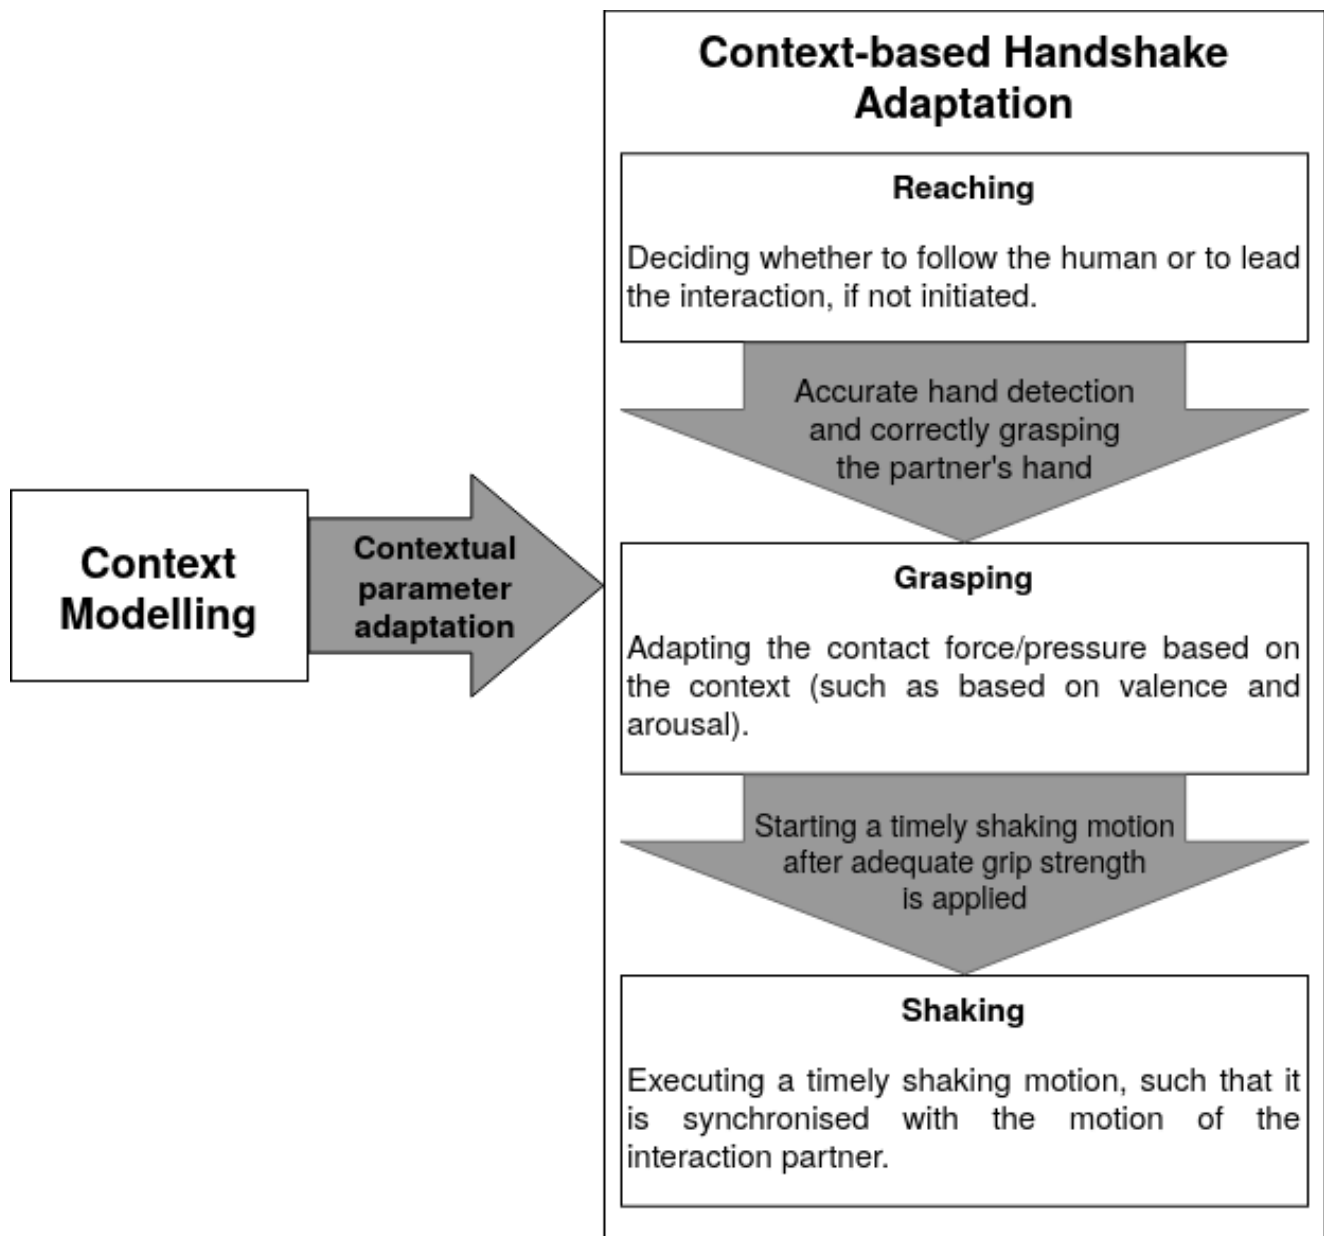 Context-based Handshake
Adaptation
Reaching
Deciding whether to follow the human or to lead
the interaction, if not initiated.
Accurate hand detection
and correctly grasping
the partner's hand
Context
Modelling
Contextual
parameter
adaptation
Grasping
Adapting the contact force/pressure based on
the context (such as based on valence and
arousal).
Starting a timely shaking motion
after adequate grip strength
is applied
Shaking
Executing a timely shaking motion, such that it
is synchronised with the motion of the
interaction partner.